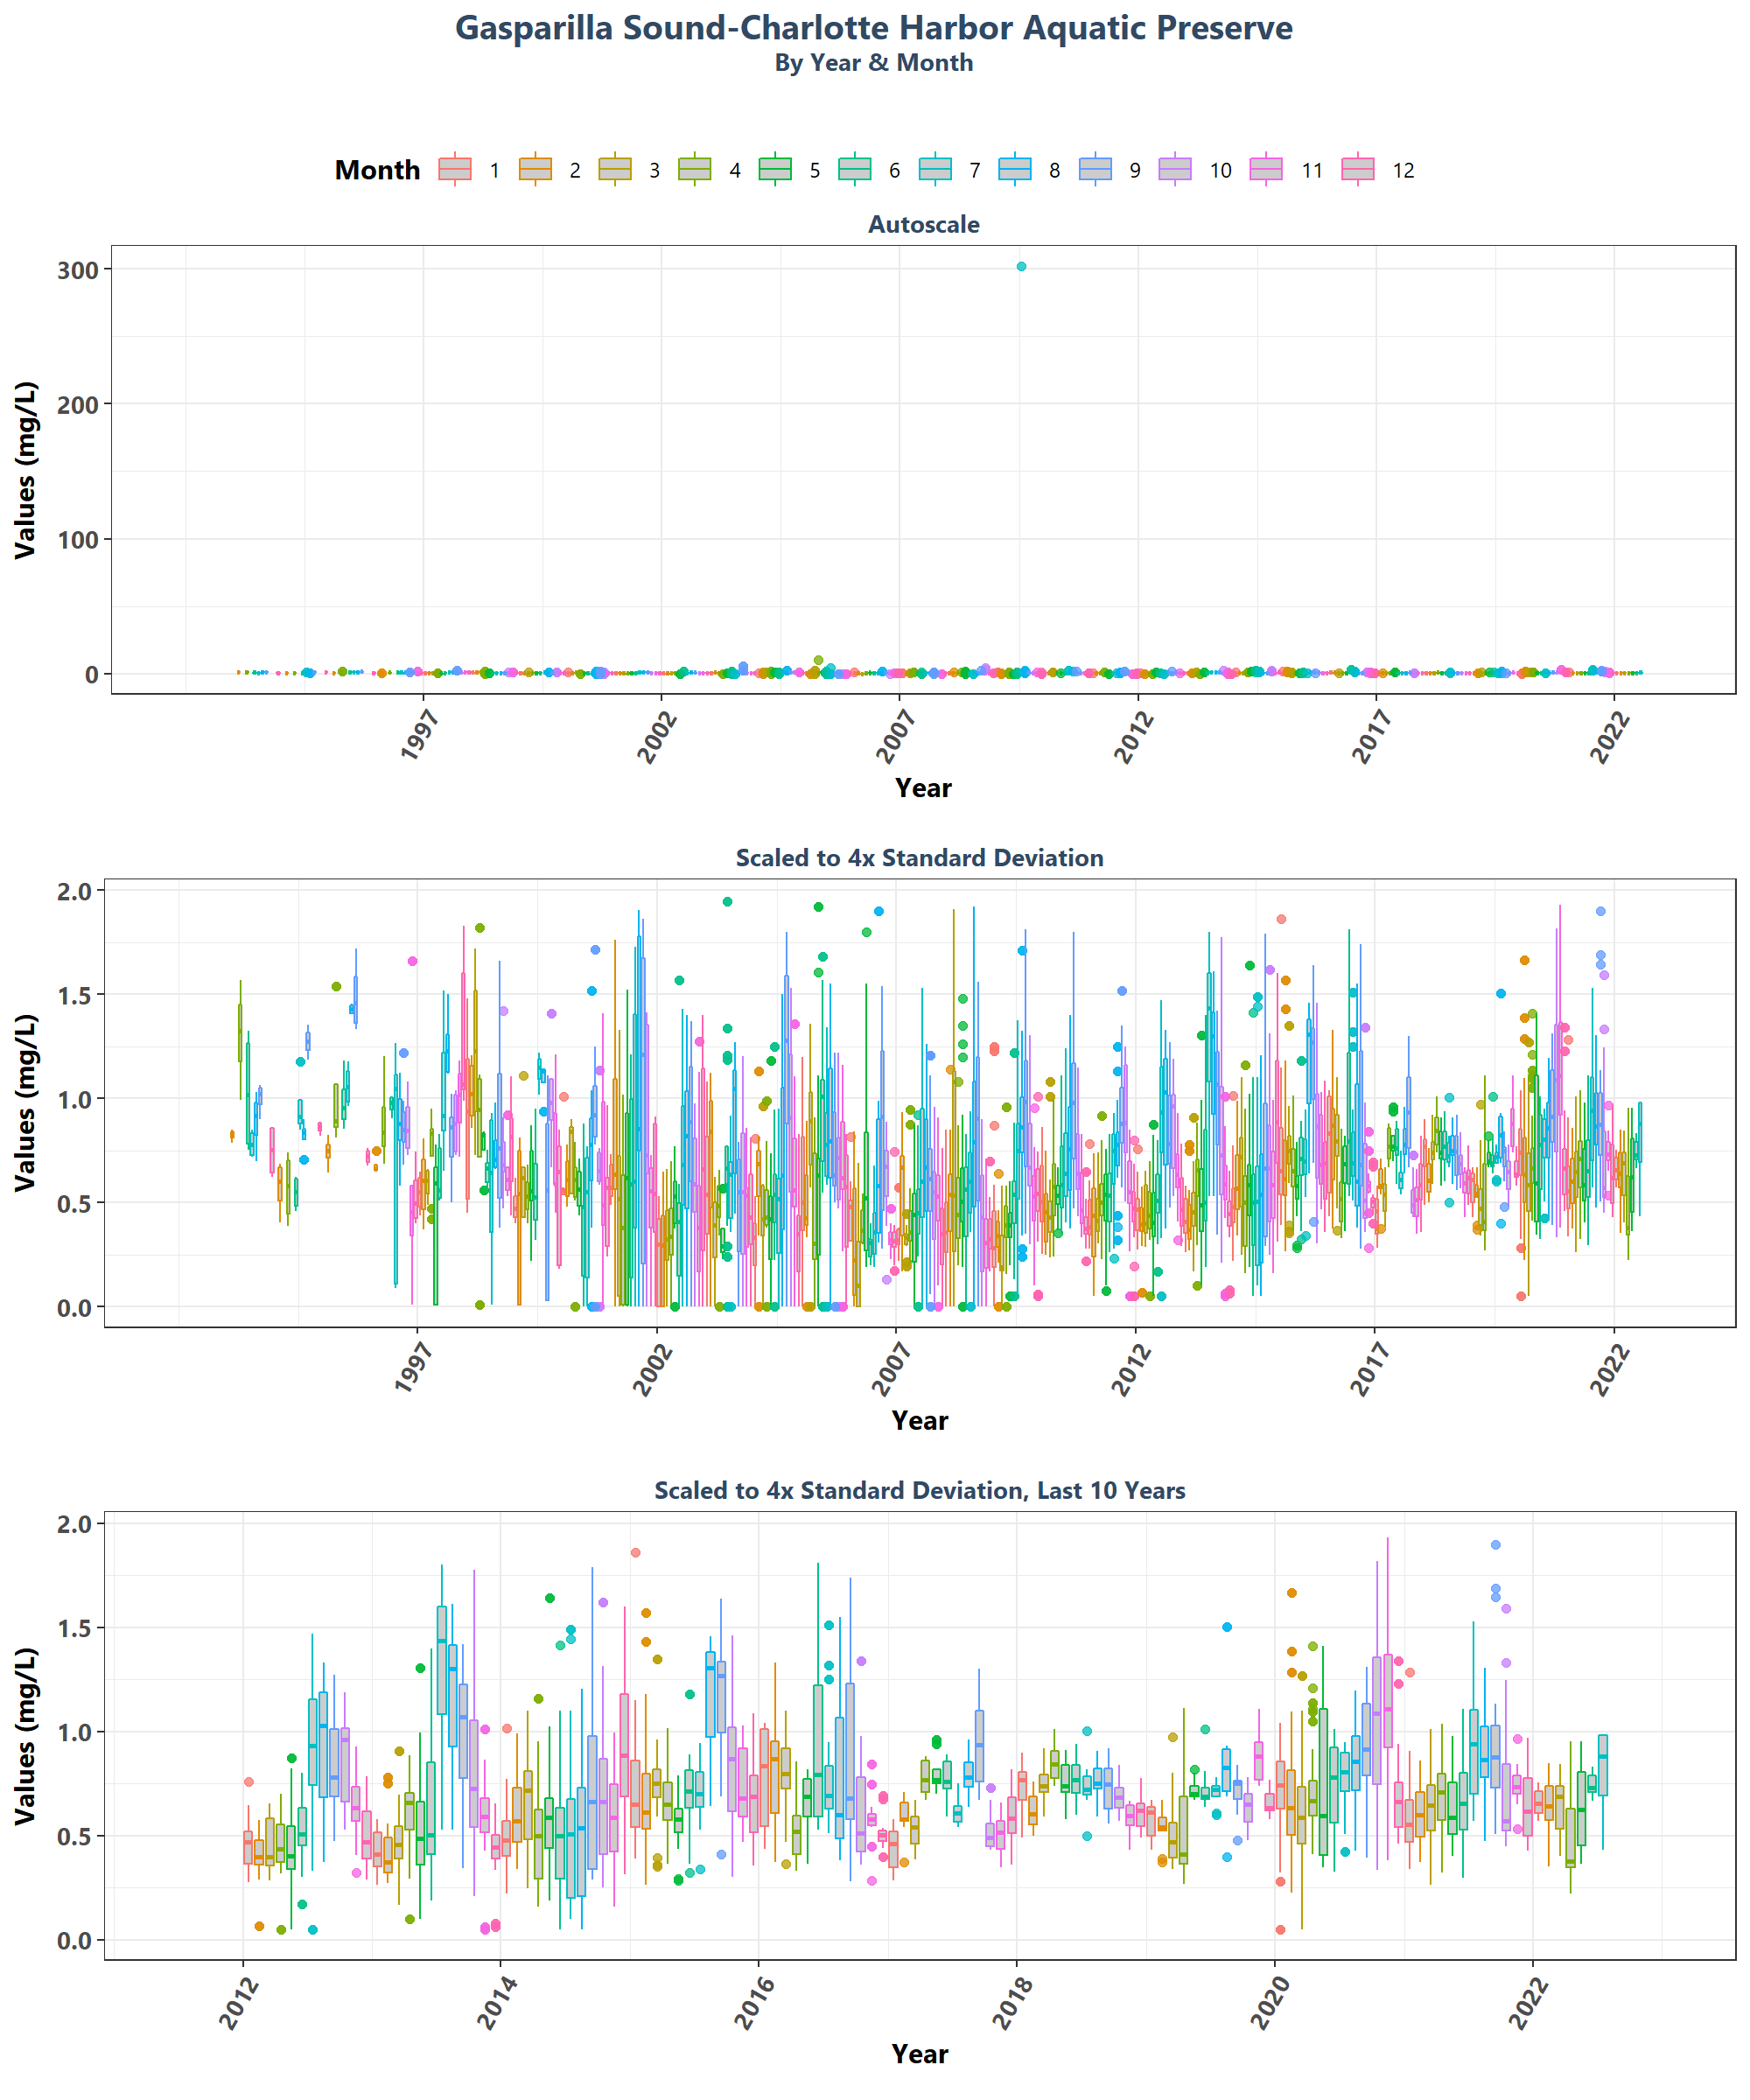 Gasparilla Sound-Charlotte Harbor Aquatic Preserve
By Year & Month
Month 1 2 3 4 5 6 7 8 9 10 11 12
Autoscale
300
200
100
0
Values (mg/L)
1997 2002 2007 2012 2017 2022
Year
Scaled to 4x Standard Deviation
2.0
1.5
1.0
0.5
0.0
Values (mg/L)
1997 2002 2007 2012 2017 2022
Year
Scaled to 4x Standard Deviation, Last 10 Years
2.0
1.5
1.0
0.5
0.0
Values (mg/L)
2012 2014 2016 2018 2020 2022
Year